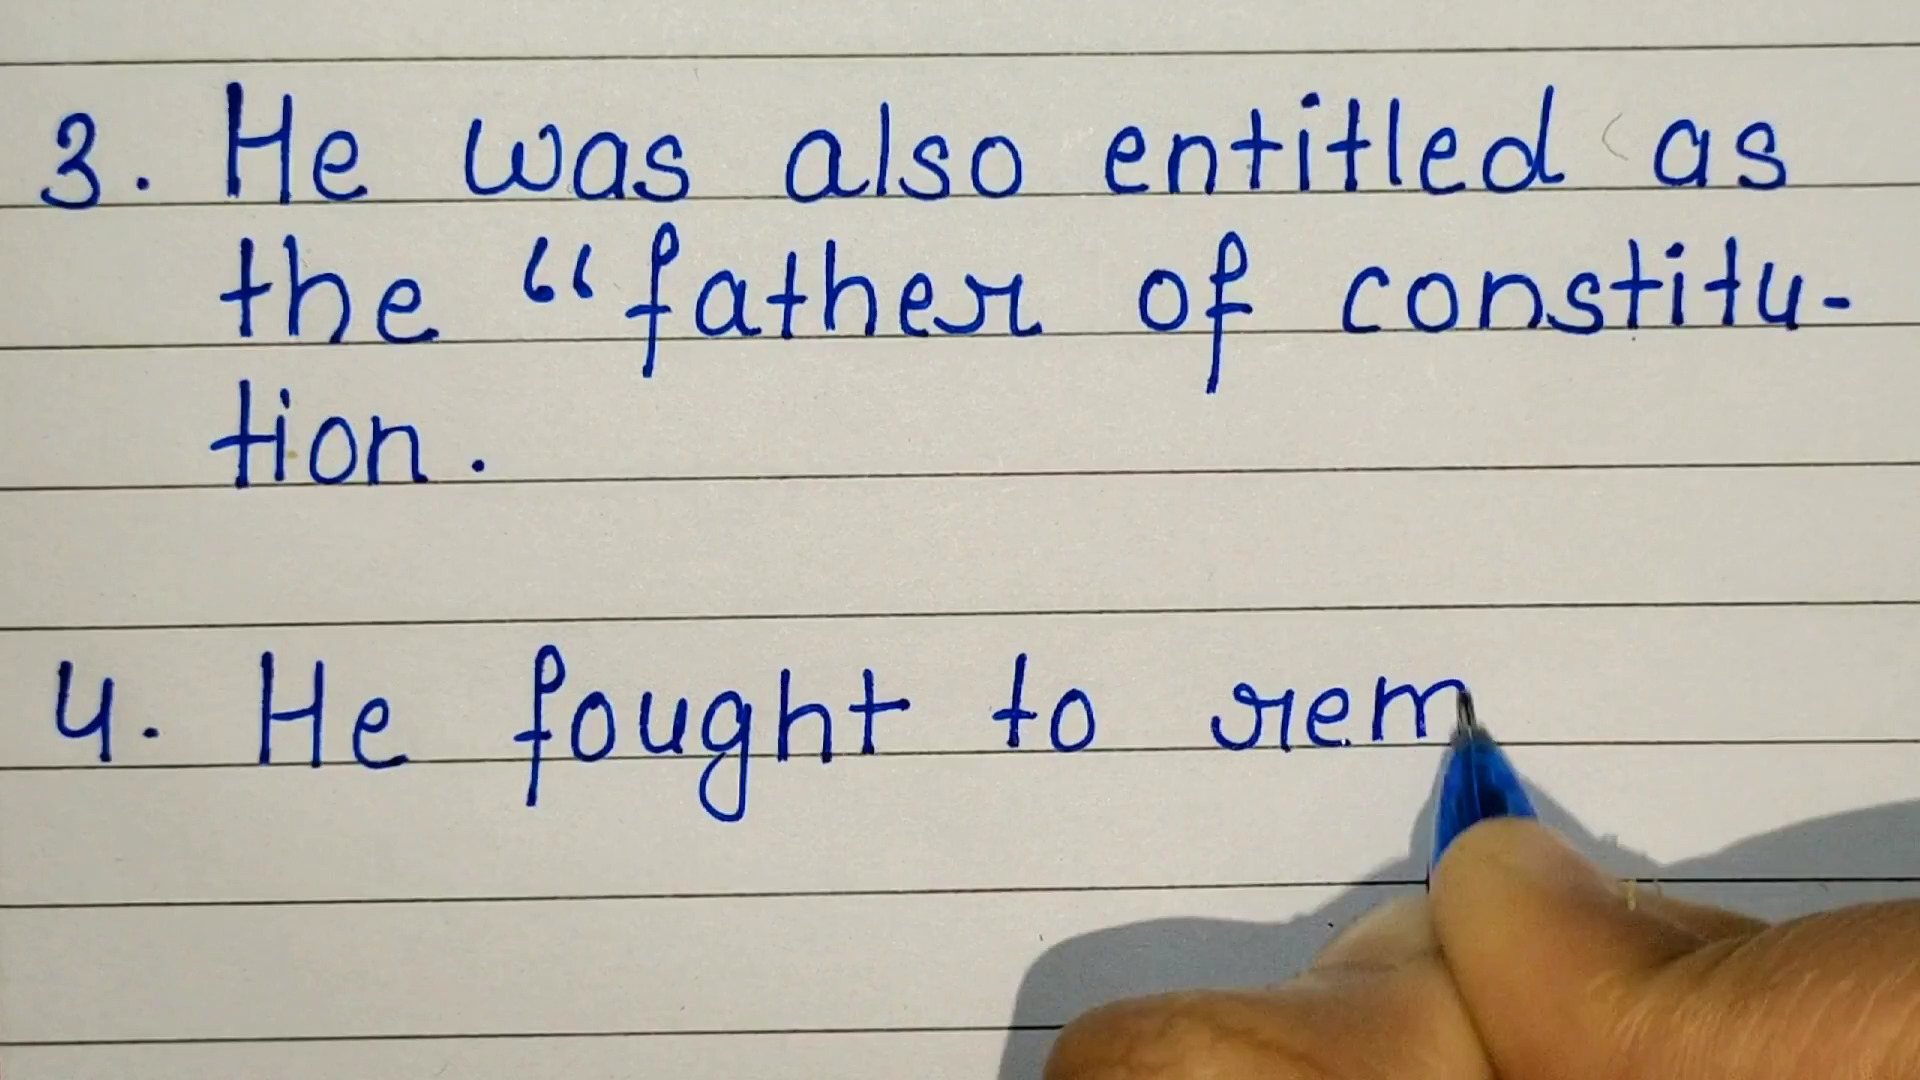 3. He was also entitled as
the “father of constitu-
tion.
4. He fought to rem